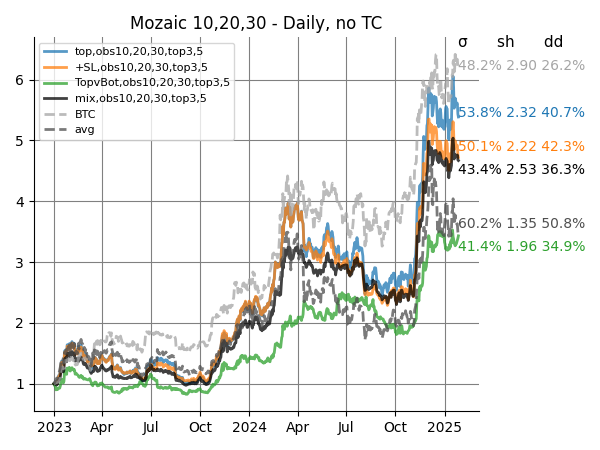 Mozaic 10,20,30 - Daily, no TC
σ sh dd
top,obs10,20,30,top3,5
+SL,obs10,20,30,top3,5
TopvBot,obs10,20,30,top3,5
mix,obs10,20,30,top3,5
BTC
avg
48.2% 2.90 26.2%
53.8% 2.32 40.7%
50.1% 2.22 42.3%
43.4% 2.53 36.3%
60.2% 1.35 50.8%
41.4% 1.96 34.9%
6
5
4
3
2
1
2023 Apr Jul Oct 2024 Apr Jul Oct 2025